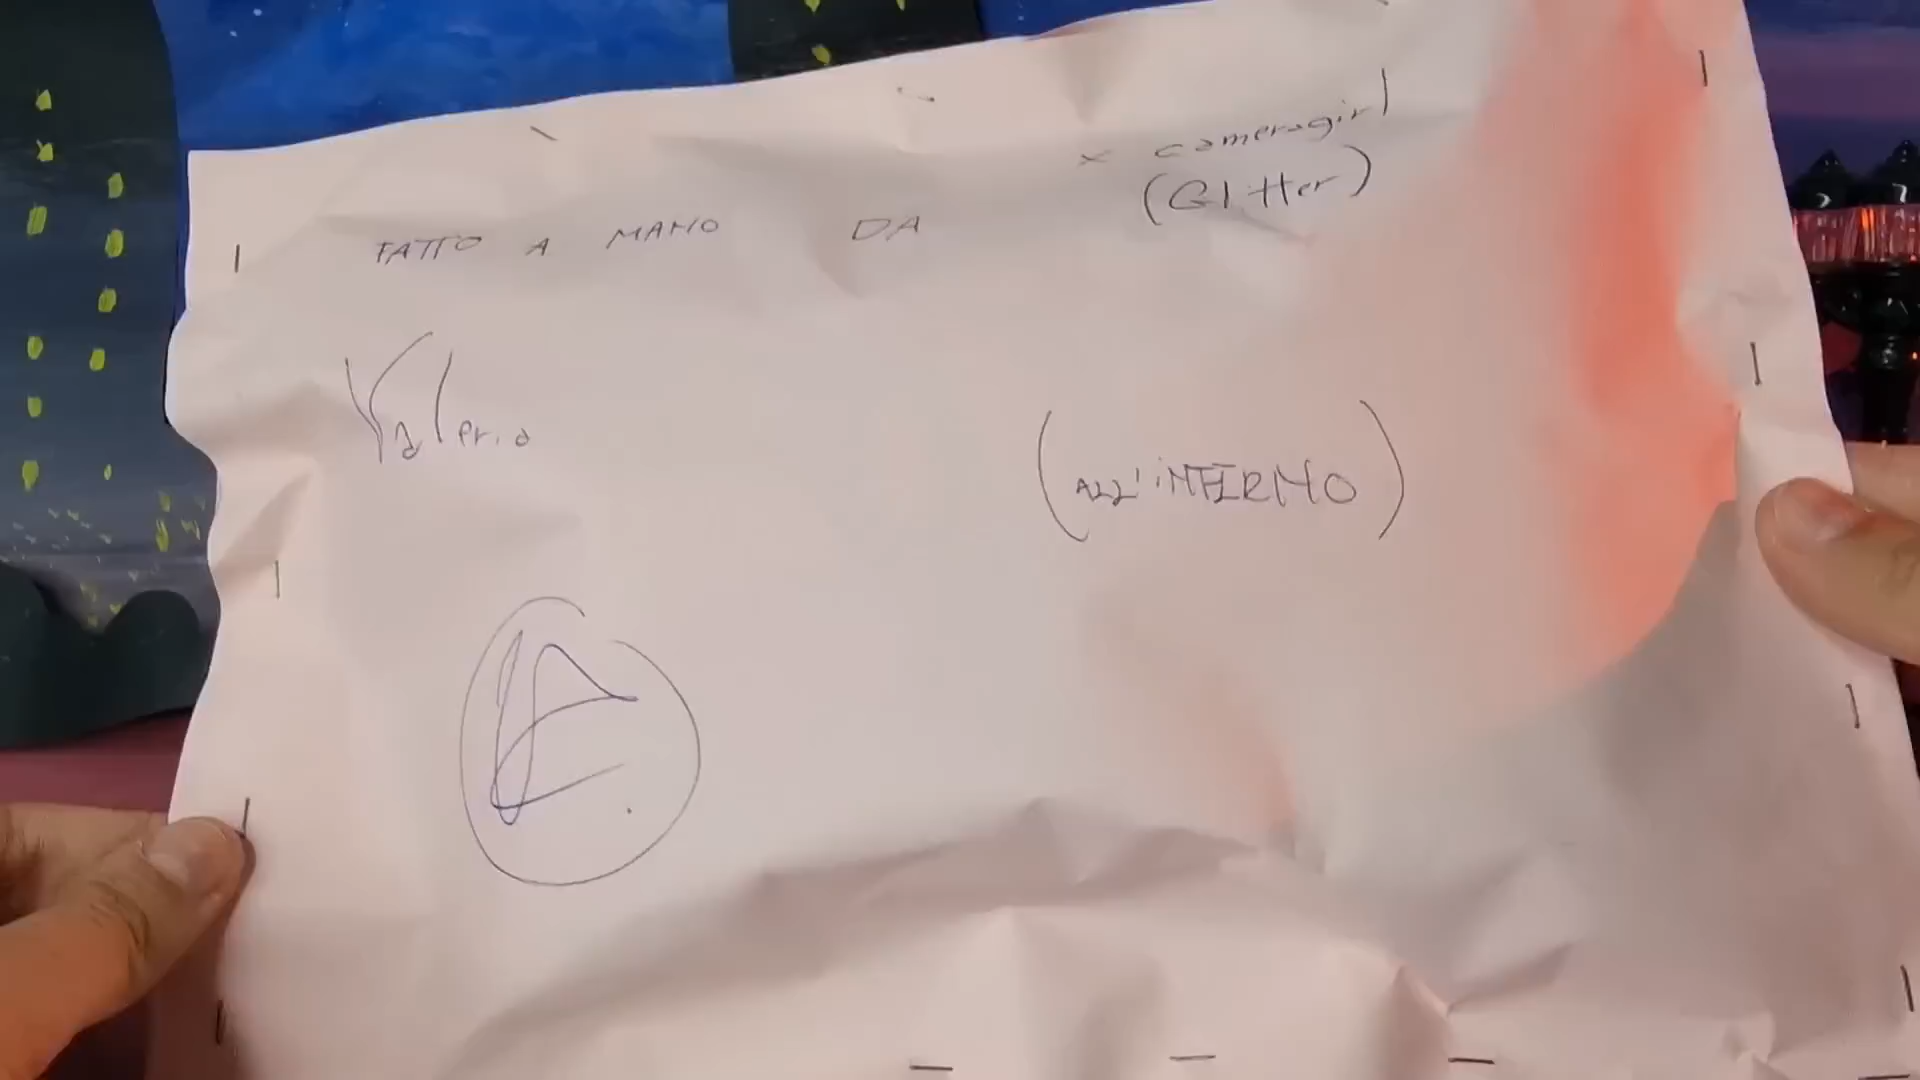 x cameragirl
(Glitter)
FATTO A MANO DA
Valerio
(ALL'iNTERNO)